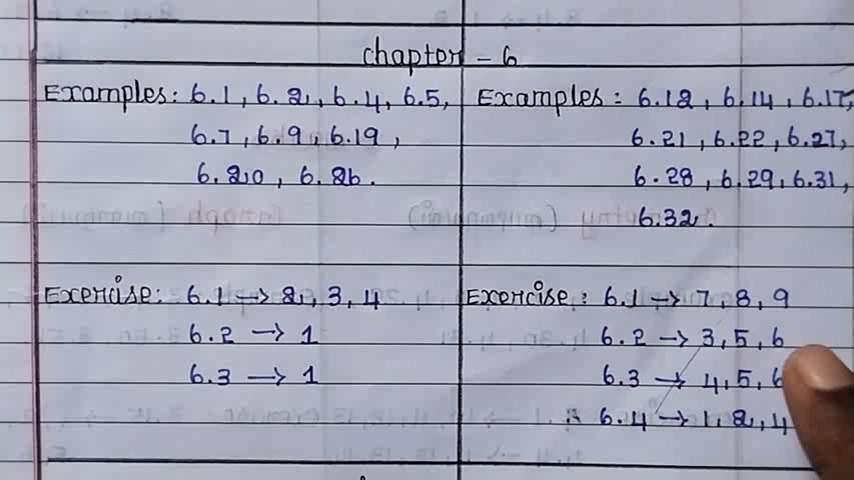 chapter - 6
Examples: 6.1, 6.2, 6.4, 6.5,
6.7, 6.9, 6.19,
6.20, 6.26.
Exercise: 6.1 → 2, 3, 4
6.2 → 1
6.3 → 1
Examples: 6.12, 6.14, 6.17,
6.21, 6.22, 6.27,
6.28, 6.29, 6.31,
6.32.
Exercise: 6.1 → 7, 8, 9
6.2 → 3, 5, 6
6.3 → 4, 5, 6
6.4 → 1, 2, 4